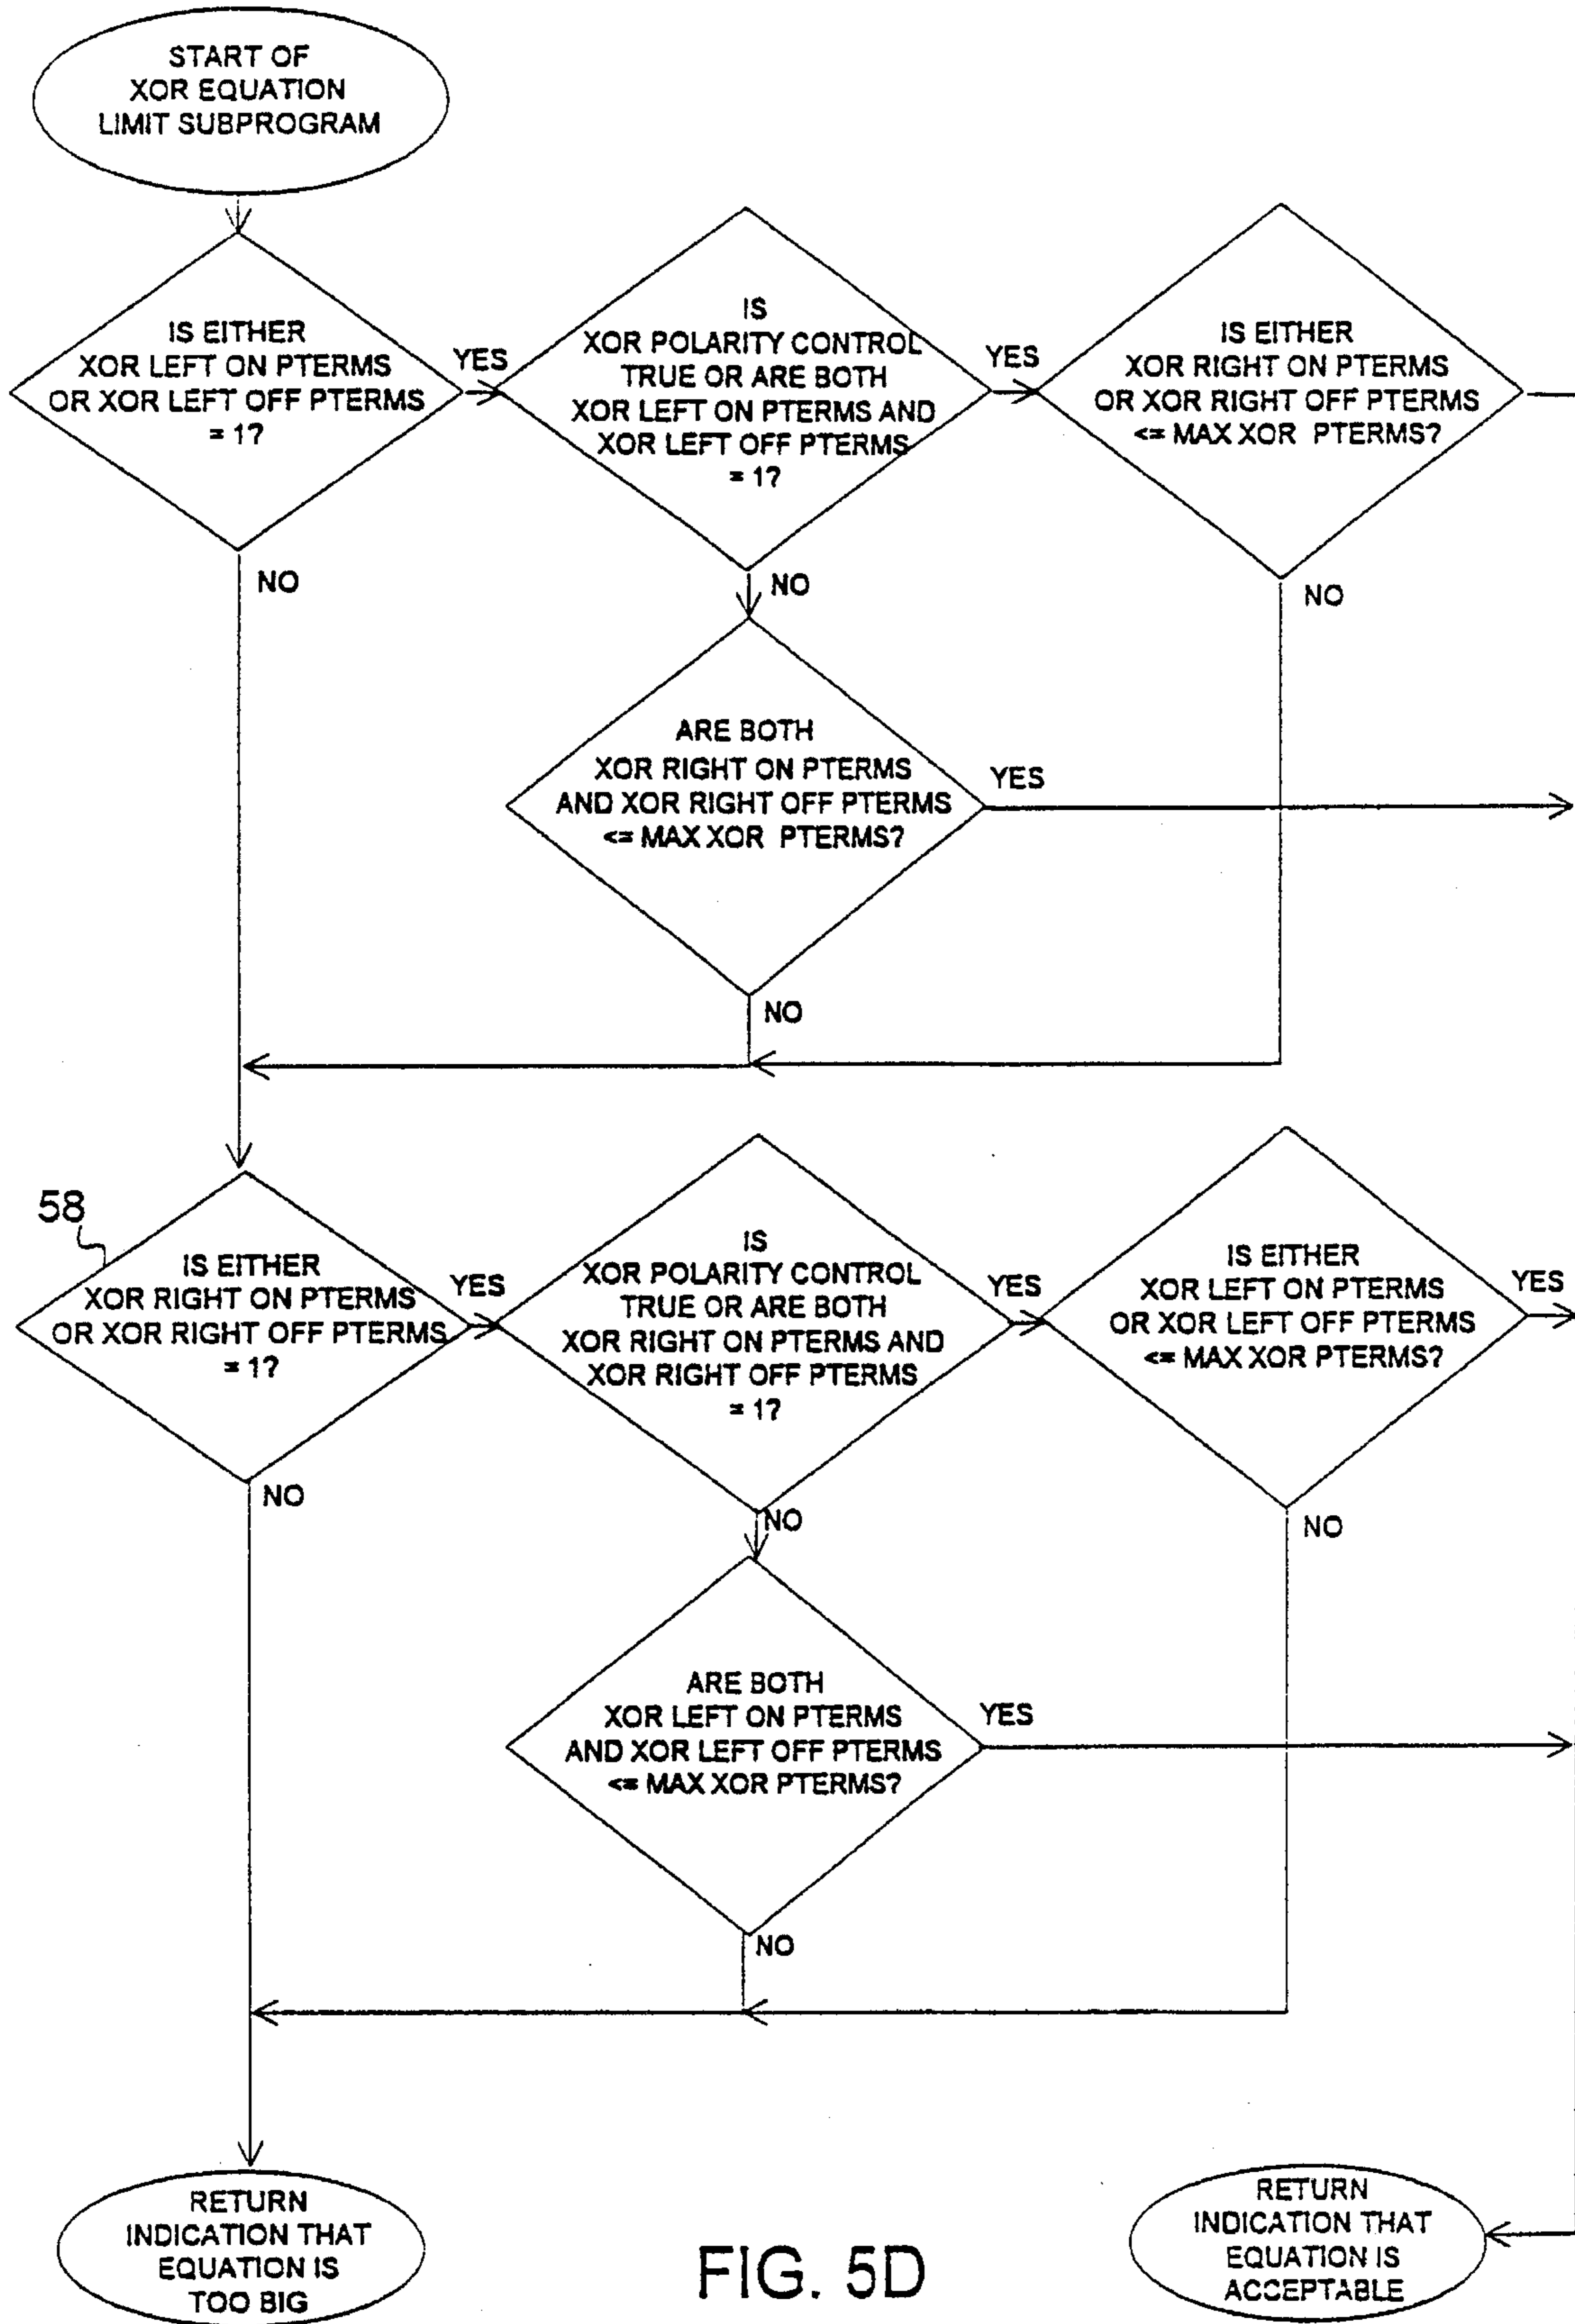 START OF
XOR EQUATION
LIMIT SUBPROGRAM
IS EITHER
XOR LEFT ON PTERMS
OR XOR LEFT OFF PTERMS
= 1?
YES
NO
IS
XOR POLARITY CONTROL
TRUE OR ARE BOTH
XOR LEFT ON PTERMS AND
XOR LEFT OFF PTERMS
= 1?
YES
NO
IS EITHER
XOR RIGHT ON PTERMS
OR XOR RIGHT OFF PTERMS
<= MAX XOR PTERMS?
NO
ARE BOTH
XOR RIGHT ON PTERMS
AND XOR RIGHT OFF PTERMS
<= MAX XOR PTERMS?
YES
NO
58
IS EITHER
XOR RIGHT ON PTERMS
OR XOR RIGHT OFF PTERMS
= 1?
YES
NO
IS
XOR POLARITY CONTROL
TRUE OR ARE BOTH
XOR RIGHT ON PTERMS AND
XOR RIGHT OFF PTERMS
= 1?
YES
NO
IS EITHER
XOR LEFT ON PTERMS
OR XOR LEFT OFF PTERMS
<= MAX XOR PTERMS?
YES
NO
ARE BOTH
XOR LEFT ON PTERMS
AND XOR LEFT OFF PTERMS
<= MAX XOR PTERMS?
YES
NO
RETURN
INDICATION THAT
EQUATION IS
TOO BIG
FIG. 5D
RETURN
INDICATION THAT
EQUATION IS
ACCEPTABLE